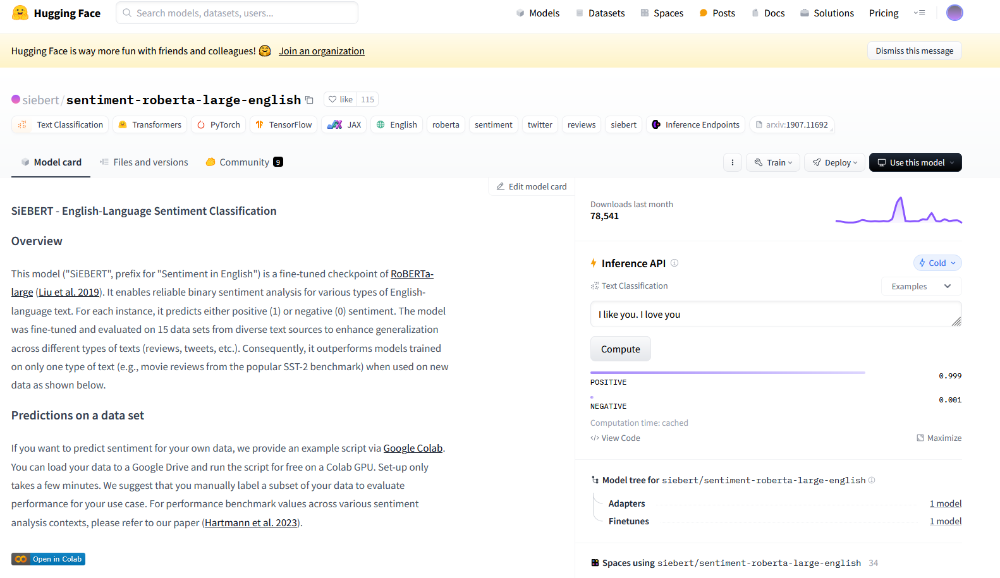 Hugging Face
Search models, datasets, users...
Models
Datasets
Spaces
Posts
Docs
Solutions
Pricing
Hugging Face is way more fun with friends and colleagues! 🤗 Join an organization
Dismiss this message
siebert/sentiment-roberta-large-english
like 115
Text Classification
Transformers
PyTorch
TensorFlow
JAX
English
roberta
sentiment
twitter
reviews
siebert
Inference Endpoints
arxiv:1907.11692
Model card
Files and versions
Community 9
Train
Deploy
Use this model
Edit model card
SiEBERT - English-Language Sentiment Classification
Overview
This model ("SiEBERT", prefix for "Sentiment in English") is a fine-tuned checkpoint of RoBERTa-
large (Liu et al. 2019). It enables reliable binary sentiment analysis for various types of English-
language text. For each instance, it predicts either positive (1) or negative (0) sentiment. The model
was fine-tuned and evaluated on 15 data sets from diverse text sources to enhance generalization
across different types of texts (reviews, tweets, etc.). Consequently, it outperforms models trained
on only one type of text (e.g., movie reviews from the popular SST-2 benchmark) when used on new
data as shown below.
Predictions on a data set
If you want to predict sentiment for your own data, we provide an example script via Google Colab.
You can load your data to a Google Drive and run the script for free on a Colab GPU. Set-up only
takes a few minutes. We suggest that you manually label a subset of your data to evaluate
performance for your use case. For performance benchmark values across various sentiment
analysis contexts, please refer to our paper (Hartmann et al. 2023).
Open in Colab
Downloads last month
78,541
Inference API
Cold
Text Classification
Examples
I like you. I love you
Compute
POSITIVE 0.999
NEGATIVE 0.001
Computation time: cached
</> View Code
Maximize
Model tree for siebert/sentiment-roberta-large-english
Adapters 1 model
Finetunes 1 model
Spaces using siebert/sentiment-roberta-large-english 34